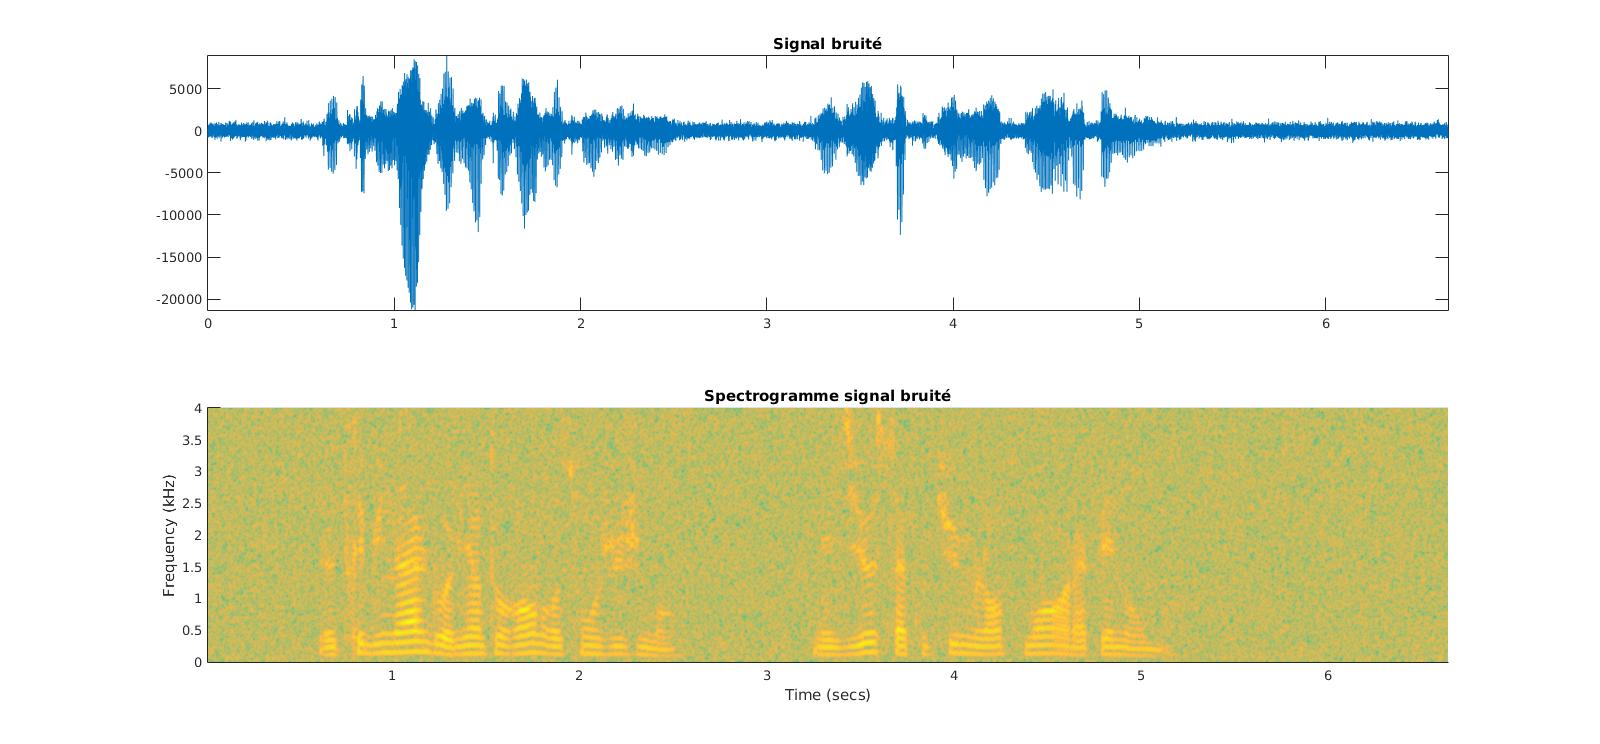 Signal bruité
5000
0
-5000
-10000
-15000
-20000
0 1 2 3 4 5 6
Spectrogramme signal bruité
4
3.5
3
2.5
2
1.5
1
0.5
0
Frequency (kHz)
1 2 3 4 5 6
Time (secs)